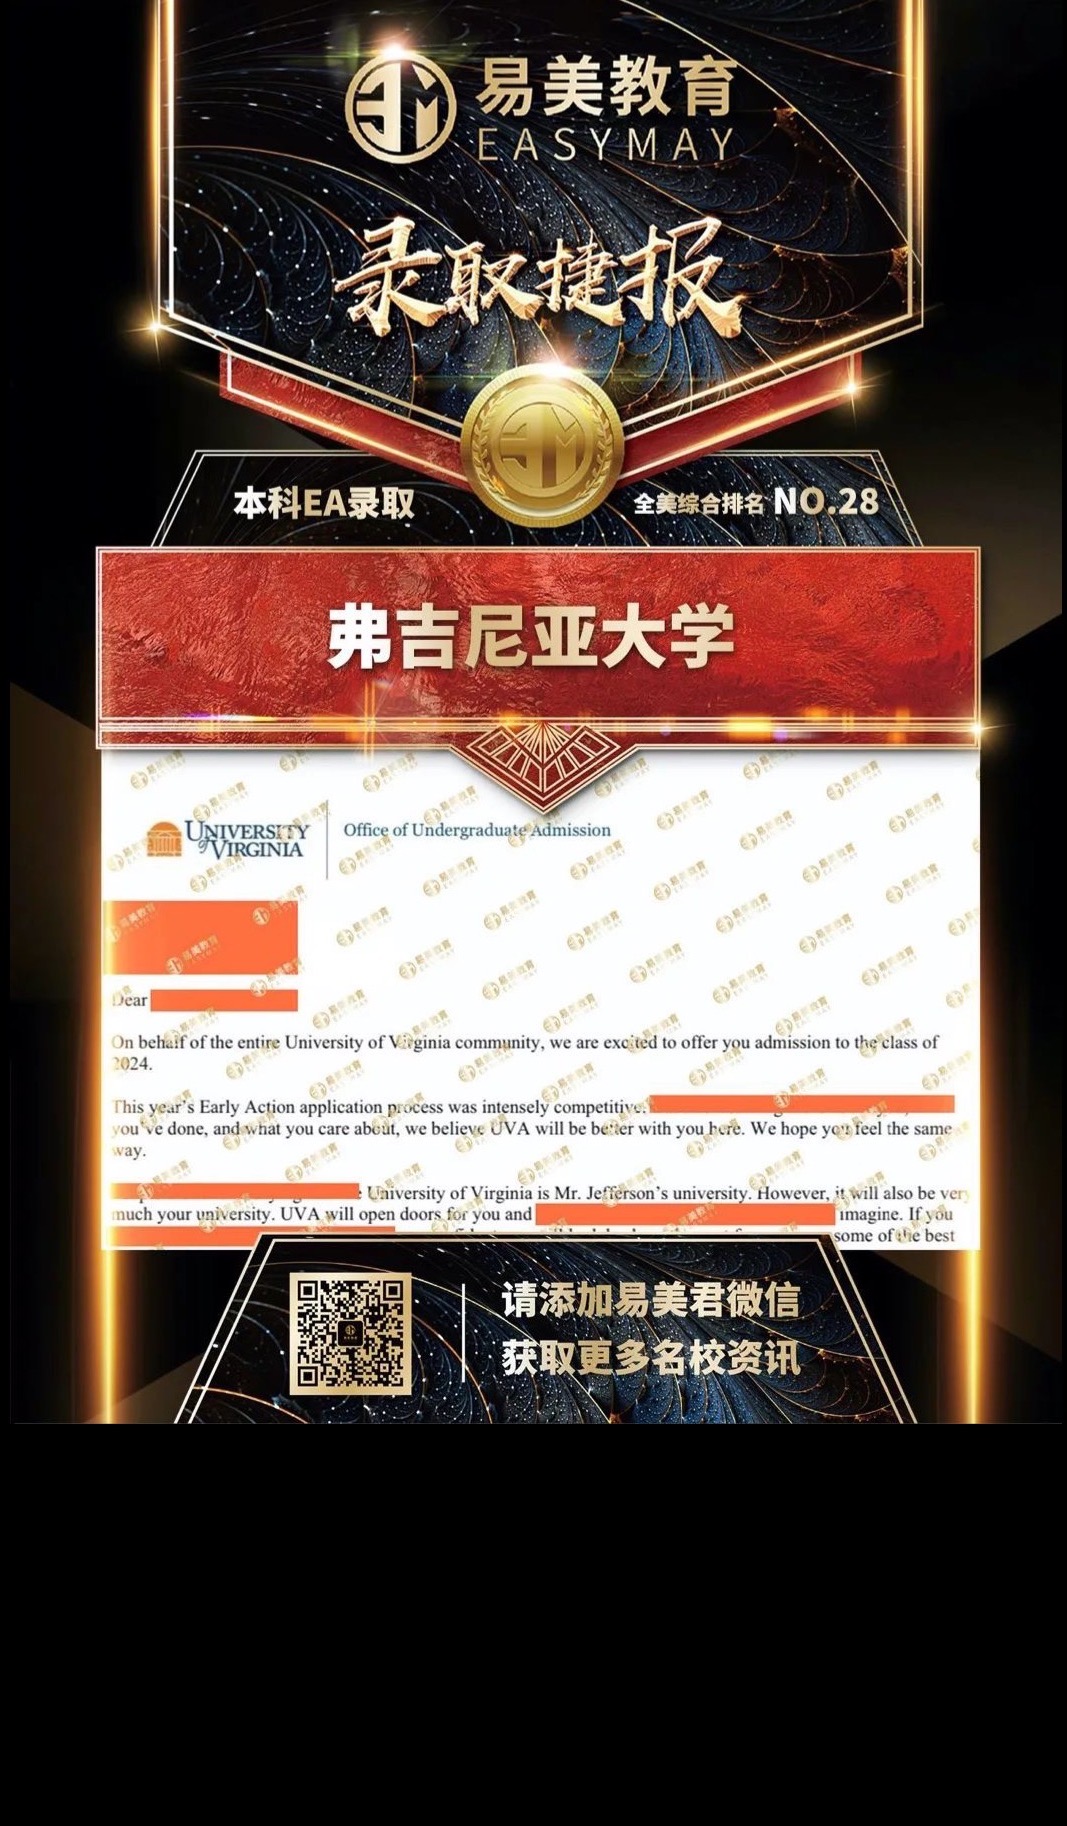 易美教育
EASYMAY
录取捷报
本科EA录取
全美综合排名 NO.28
弗吉尼亚大学
UNIVERSITY
of VIRGINIA
Office of Undergraduate Admission
Dear
On behalf of the entire University of Virginia community, we are excited to offer you admission to the class of
2024.
This year's Early Action application process was intensely competitive.
you've done, and what you care about, we believe UVA will be better with you here. We hope you feel the same
way.
University of Virginia is Mr. Jefferson's university. However, it will also be very
much your university. UVA will open doors for you and imagine. If you
some of the best
请添加易美君微信
获取更多名校资讯